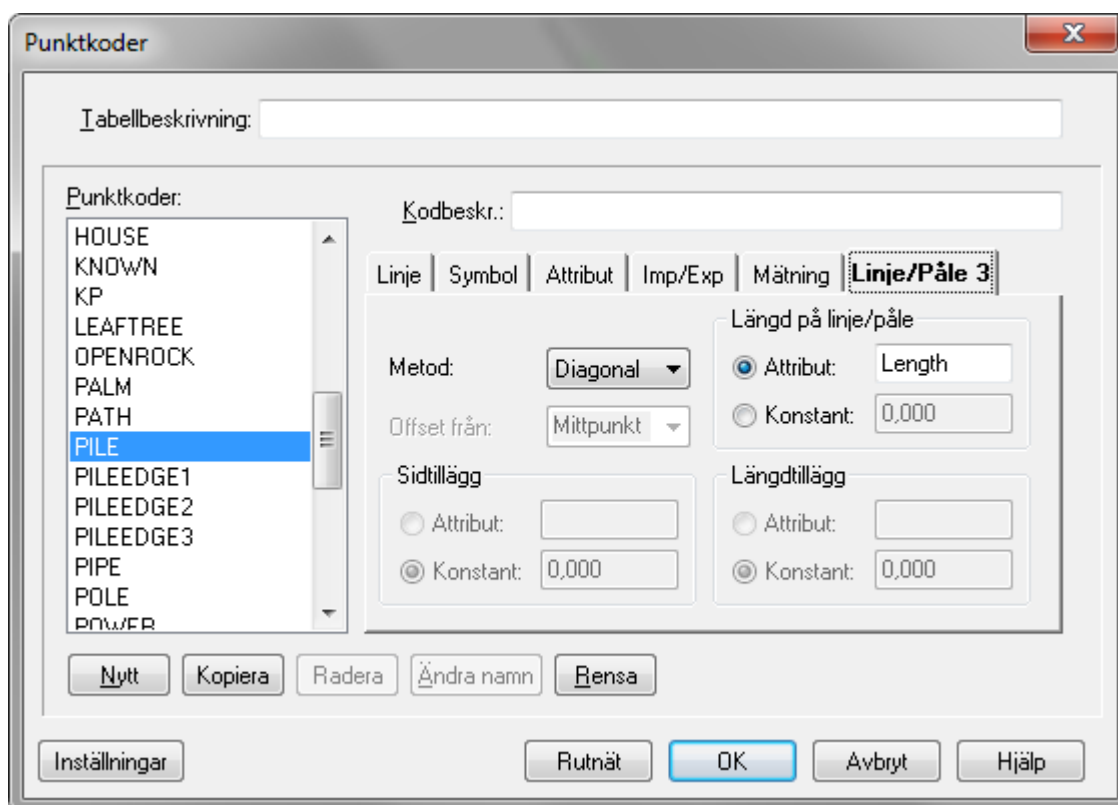 Punktkoder
Tabellbeskrivning:
Punktkoder:
Kodbeskr.:
HOUSE
KNOWN
KP
LEAFTREE
OPENROCK
PALM
PATH
PILE
PILEEDGE1
PILEEDGE2
PILEEDGE3
PIPE
POLE
POWER
Linje Symbol Attribut Imp/Exp Mätning Linje/Påle 3
Metod: Diagonal
Offset från: Mittpunkt
Längd på linje/påle
Attribut: Length
Konstant: 0,000
Sidtillägg
Attribut:
Konstant: 0,000
Längdtillägg
Attribut:
Konstant: 0,000
Nytt Kopiera Radera Ändra namn Rensa
Inställningar Rutnät OK Avbryt Hjälp